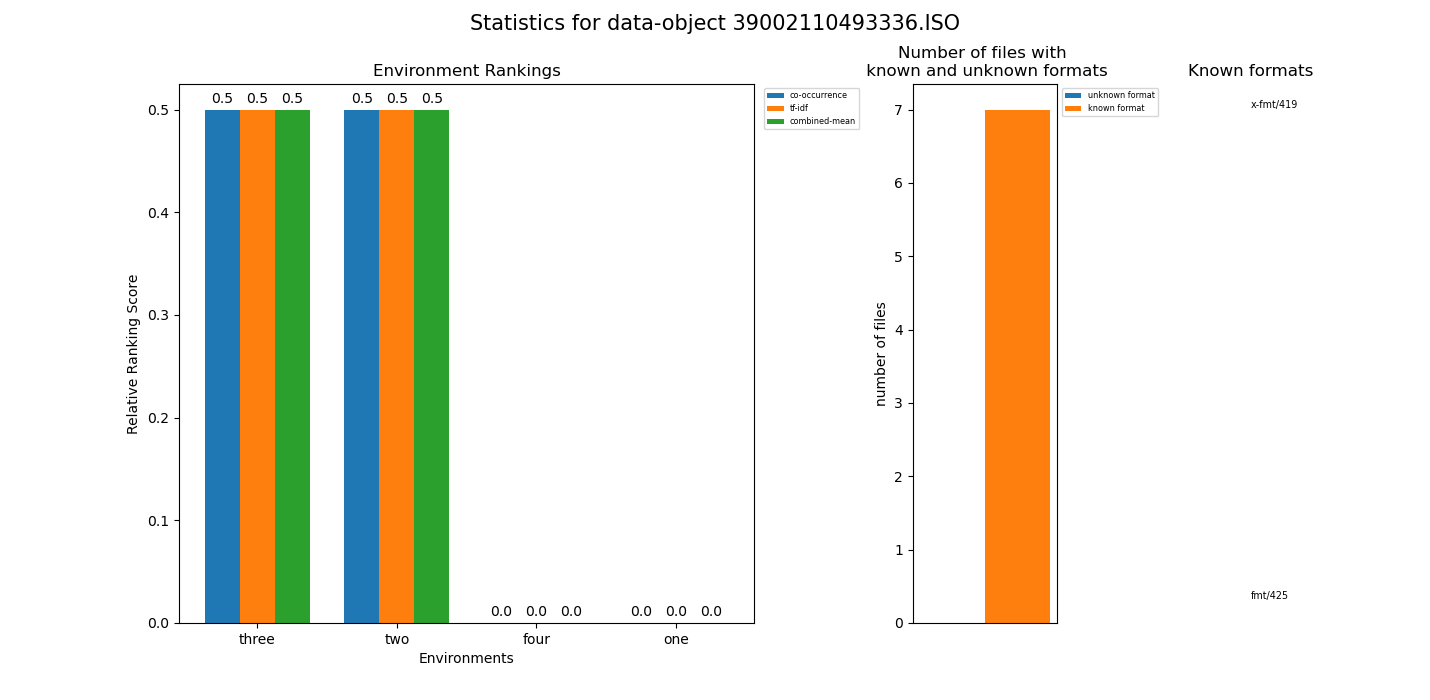 Statistics for data-object 39002110493336.ISO
Environment Rankings
0.5 0.5 0.5 0.5 0.5 0.5
0.0 0.0 0.0 0.0 0.0 0.0
0.5
0.4
0.3
0.2
0.1
0.0
Relative Ranking Score
three two four one
Environments
co-occurrence
tf-idf
combined-mean
Number of files with
known and unknown formats
7
6
5
4
3
2
1
0
number of files
unknown format
known format
Known formats
x-fmt/419
fmt/425